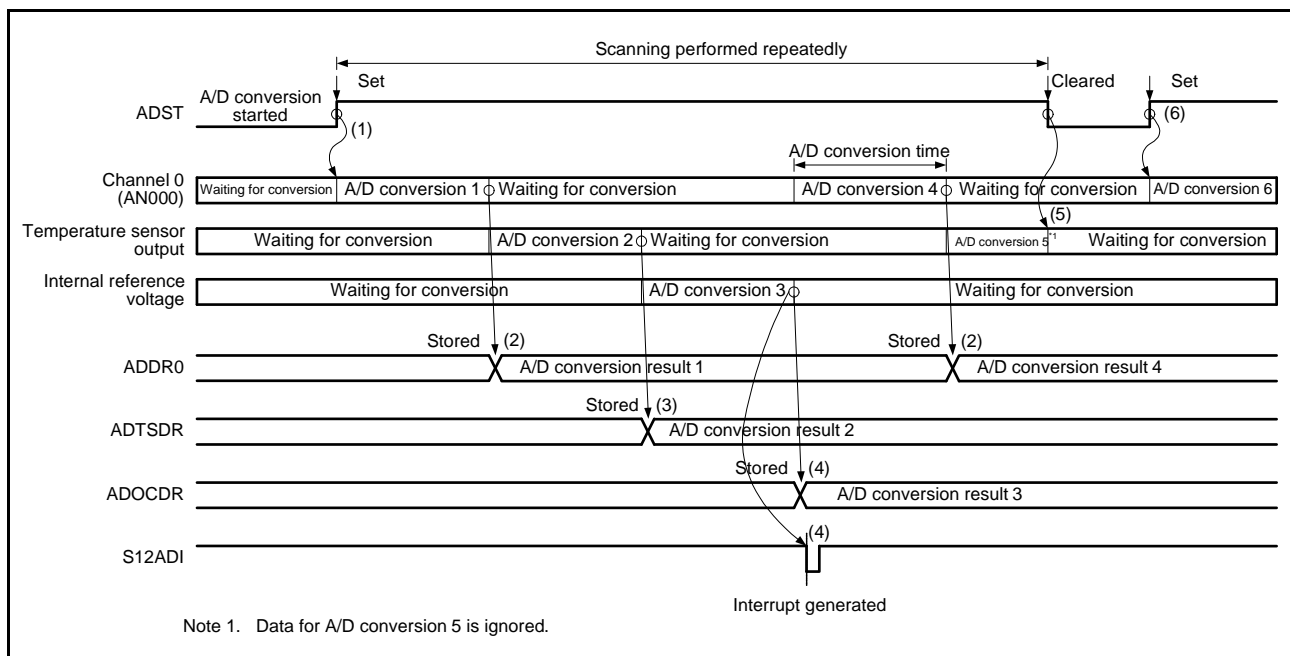 Scanning performed repeatedly
Set
Cleared
Set
ADST
A/D conversion
started
(1)
(6)
A/D conversion time
Channel 0
(AN000)
Waiting for conversion
A/D conversion 1
Waiting for conversion
A/D conversion 4
Waiting for conversion
A/D conversion 6
(5)
Temperature sensor
output
Waiting for conversion
A/D conversion 2
Waiting for conversion
A/D conversion 5*1
Waiting for conversion
Internal reference
voltage
Waiting for conversion
A/D conversion 3
Waiting for conversion
Stored
(2)
Stored
(2)
ADDR0
A/D conversion result 1
A/D conversion result 4
Stored
(3)
ADTSDR
A/D conversion result 2
Stored
(4)
ADOCDR
A/D conversion result 3
(4)
S12ADI
Interrupt generated
Note 1. Data for A/D conversion 5 is ignored.